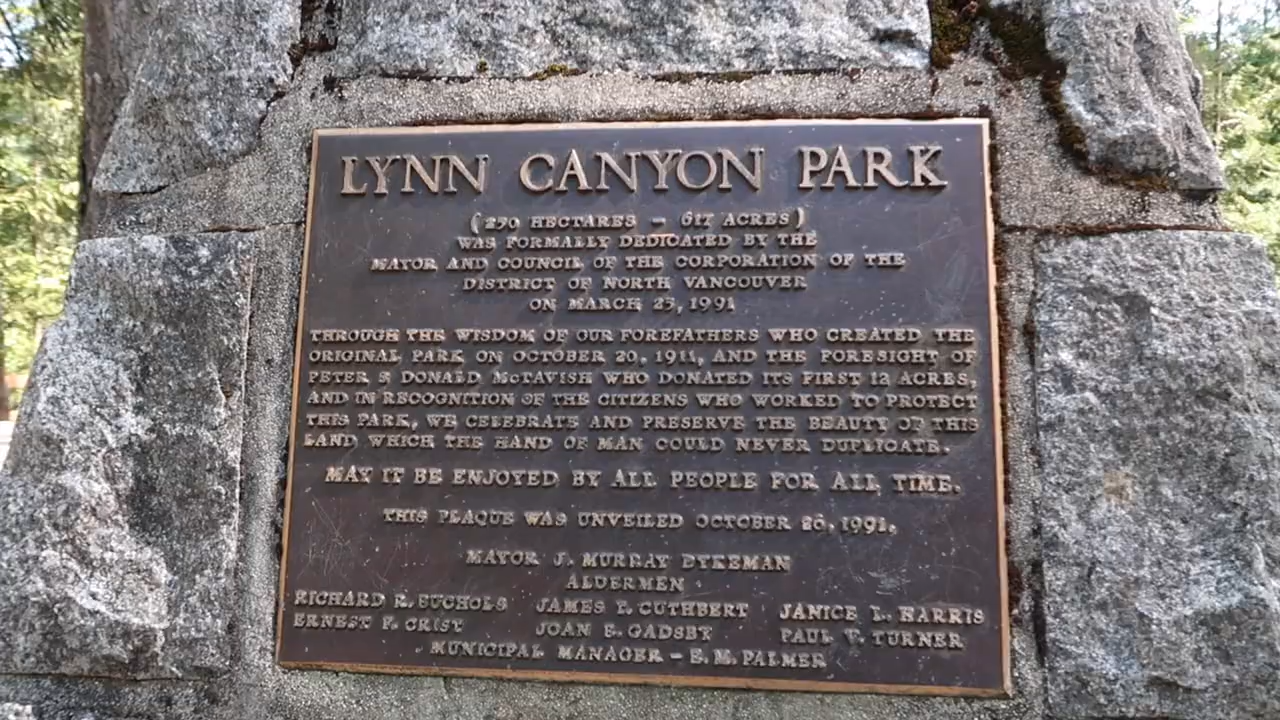 LYNN CANYON PARK
(250 HECTARES - 617 ACRES)
WAS FORMALLY DEDICATED BY THE
MAYOR AND COUNCIL OF THE CORPORATION OF THE
DISTRICT OF NORTH VANCOUVER
ON MARCH 23, 1991
THROUGH THE WISDOM OF OUR FOREFATHERS WHO CREATED THE
ORIGINAL PARK ON OCTOBER 20, 1911, AND THE FORESIGHT OF
PETER & DONALD McTAVISH WHO DONATED ITS FIRST 12 ACRES,
AND IN RECOGNITION OF THE CITIZENS WHO WORKED TO PROTECT
THIS PARK, WE CELEBRATE AND PRESERVE THE BEAUTY OF THIS
LAND WHICH THE HAND OF MAN COULD NEVER DUPLICATE.
MAY IT BE ENJOYED BY ALL PEOPLE FOR ALL TIME.
THIS PLAQUE WAS UNVEILED OCTOBER 20, 1991.
MAYOR J. MURRAY DYKEMAN
ALDERMEN
RICHARD R. BUCHOLS JAMES T. CUTHBERT JANICE L. HARRIS
ERNEST F. CRIST JOAN E. GADSBY PAUL V. TURNER
MUNICIPAL MANAGER - E. M. PALMER